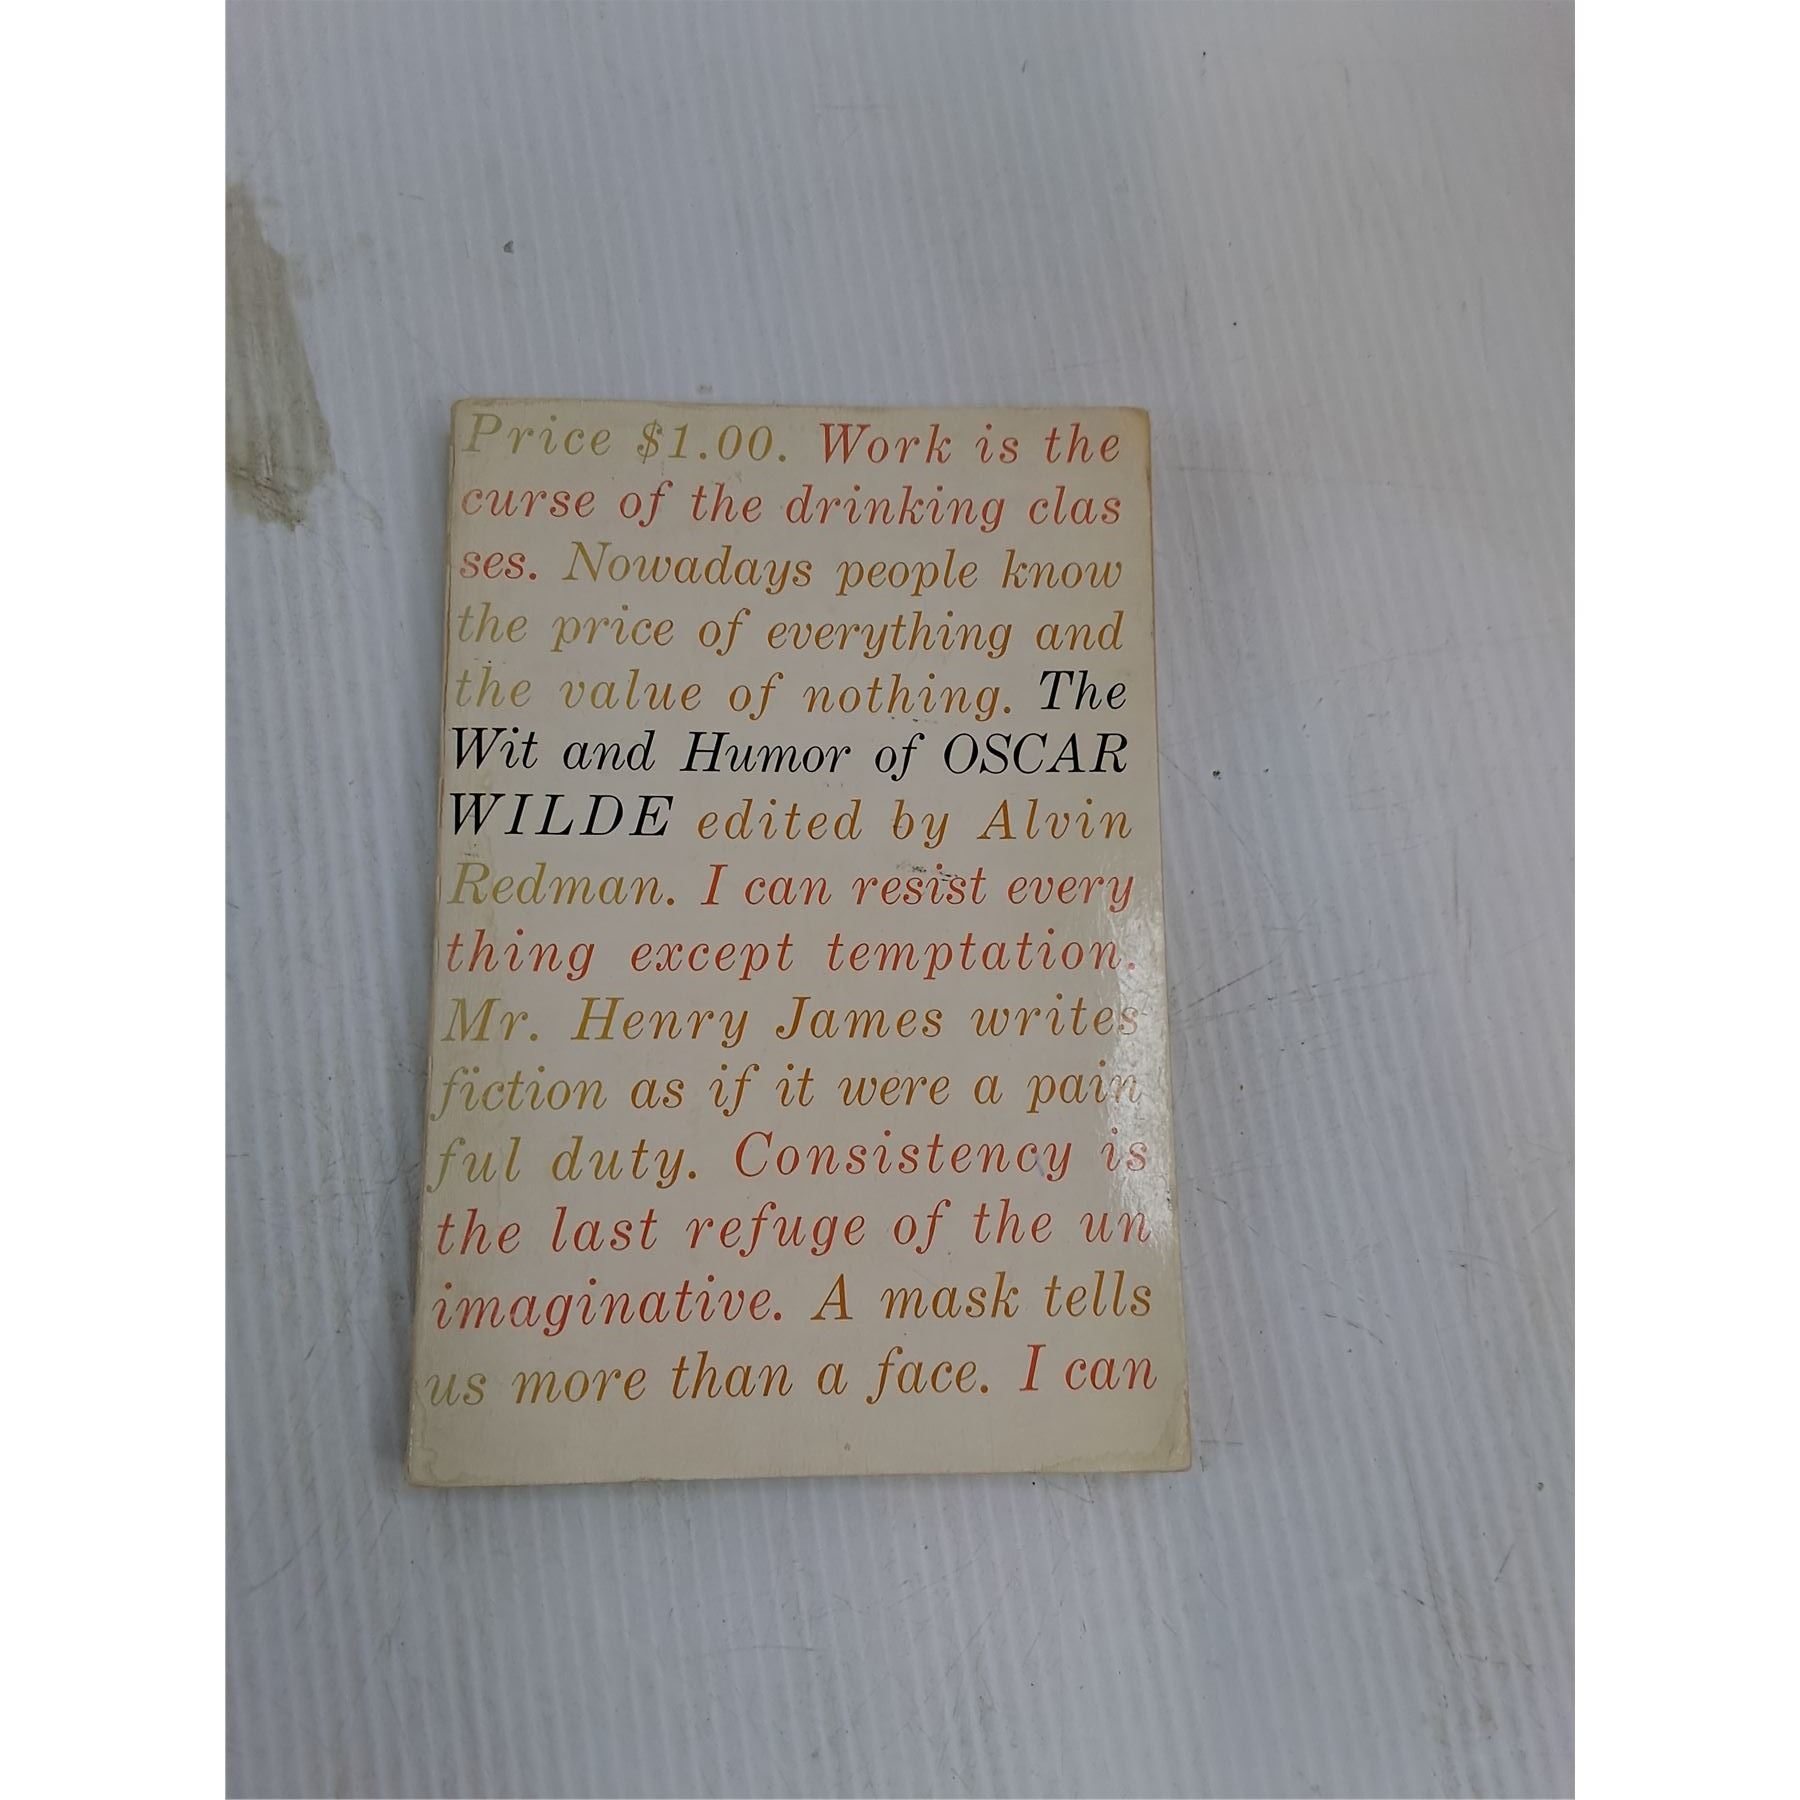 Price $1.00. Work is the
curse of the drinking clas
ses. Nowadays people know
the price of everything and
the value of nothing. The
Wit and Humor of OSCAR
WILDE edited by Alvin
Redman. I can resist every
thing except temptation.
Mr. Henry James writes
fiction as if it were a pain
ful duty. Consistency is
the last refuge of the un
imaginative. A mask tells
us more than a face. I can